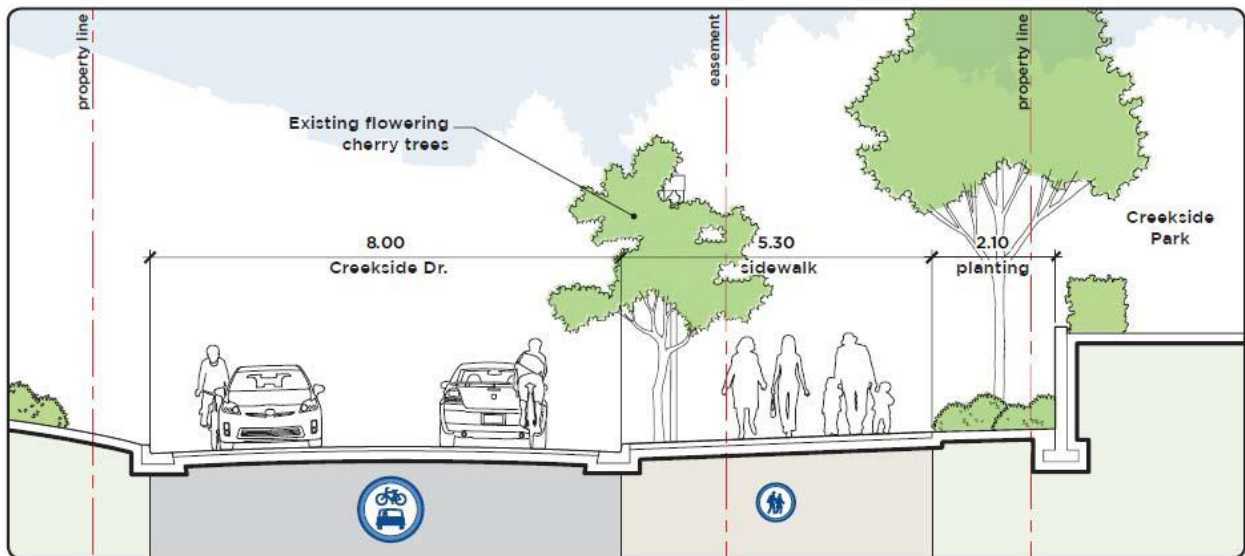 property line
easement
property line
Existing flowering
cherry trees
Creekside
Park
8.00
Creekside Dr.
5.30
sidewalk
2.10
planting